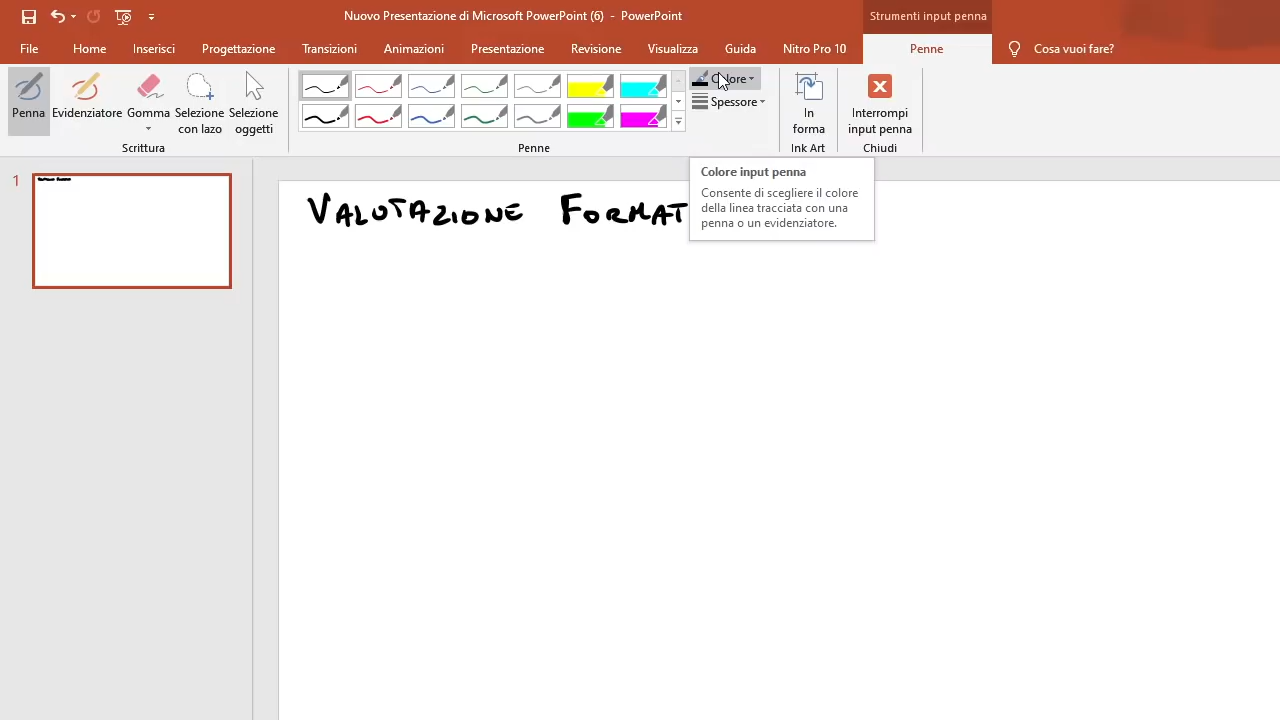 Nuovo Presentazione di Microsoft PowerPoint (6) - PowerPoint
Strumenti input penna
File Home Inserisci Progettazione Transizioni Animazioni Presentazione Revisione Visualizza Guida Nitro Pro 10 Penne Cosa vuoi fare?
Penna Evidenziatore Gomma Selezione con lazo Selezione oggetti
Colore
Spessore
In forma
Interrompi input penna
Scrittura Penne Ink Art Chiudi
Colore input penna
Consente di scegliere il colore
della linea tracciata con una
penna o un evidenziatore.
1
VALUTAZIONE FORMAT